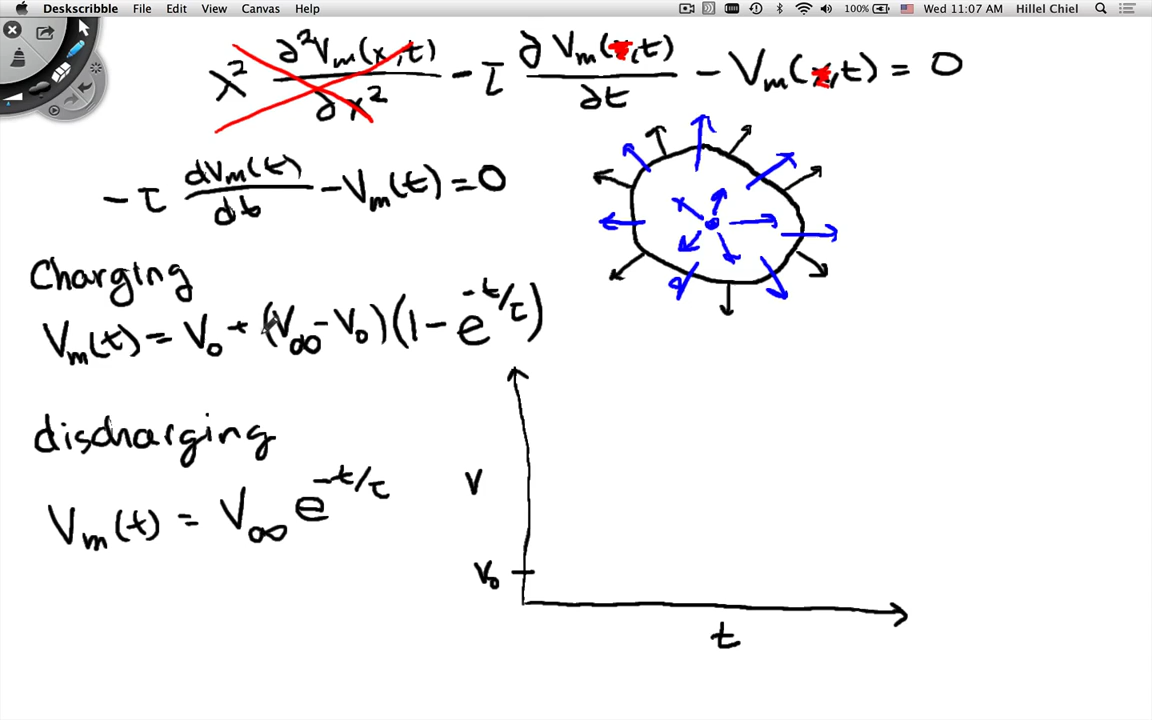 Deskscribble File Edit View Canvas Help 100% Wed 11:07 AM Hillel Chiel
λ² ∂²Vm(x,t)/∂x² − τ ∂Vm(x,t)/∂t − Vm(x,t) = 0
−τ dVm(t)/dt − Vm(t) = 0
Charging
Vm(t) = V₀ + (V∞ − V₀)(1 − e^(−t/τ))
discharging
Vm(t) = V∞ e^(−t/τ)
V
V₀
t